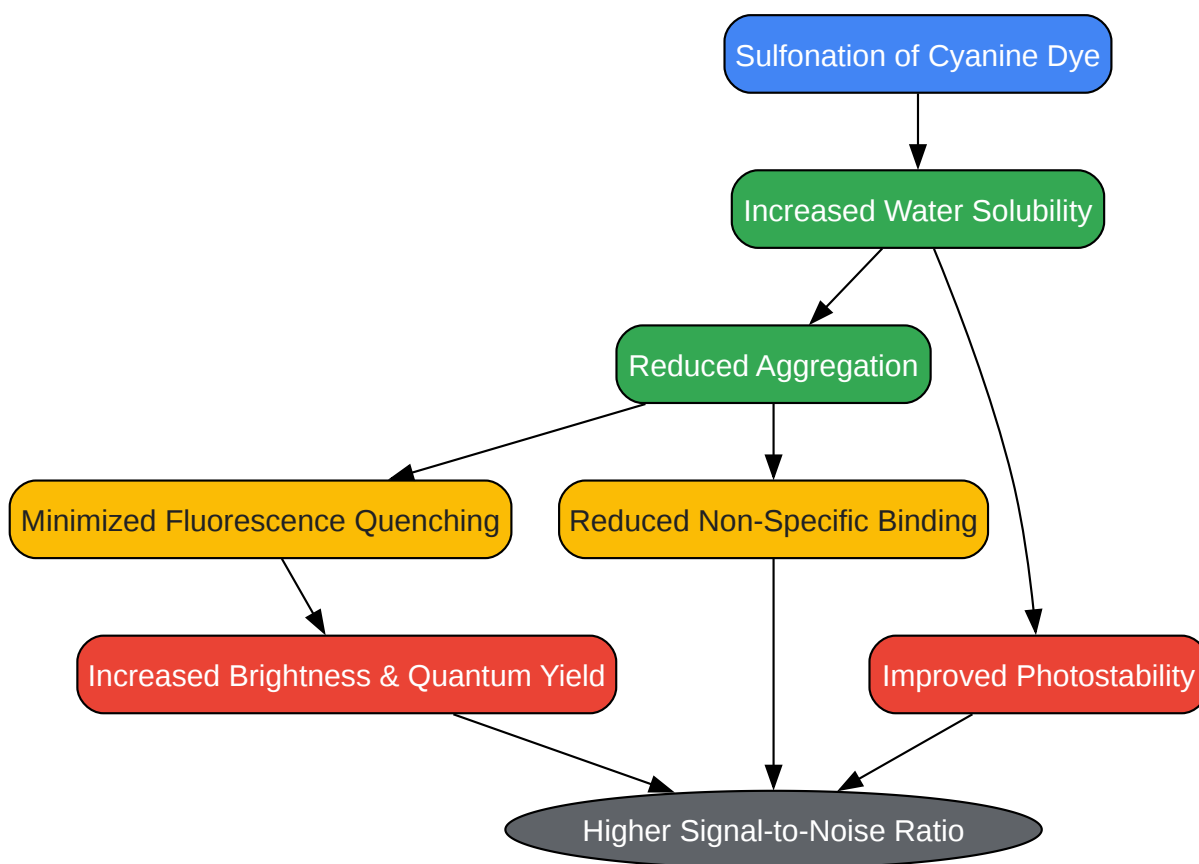 Sulfonation of Cyanine Dye
Increased Water Solubility
Reduced Aggregation
Minimized Fluorescence Quenching
Reduced Non-Specific Binding
Increased Brightness & Quantum Yield
Improved Photostability
Higher Signal-to-Noise Ratio